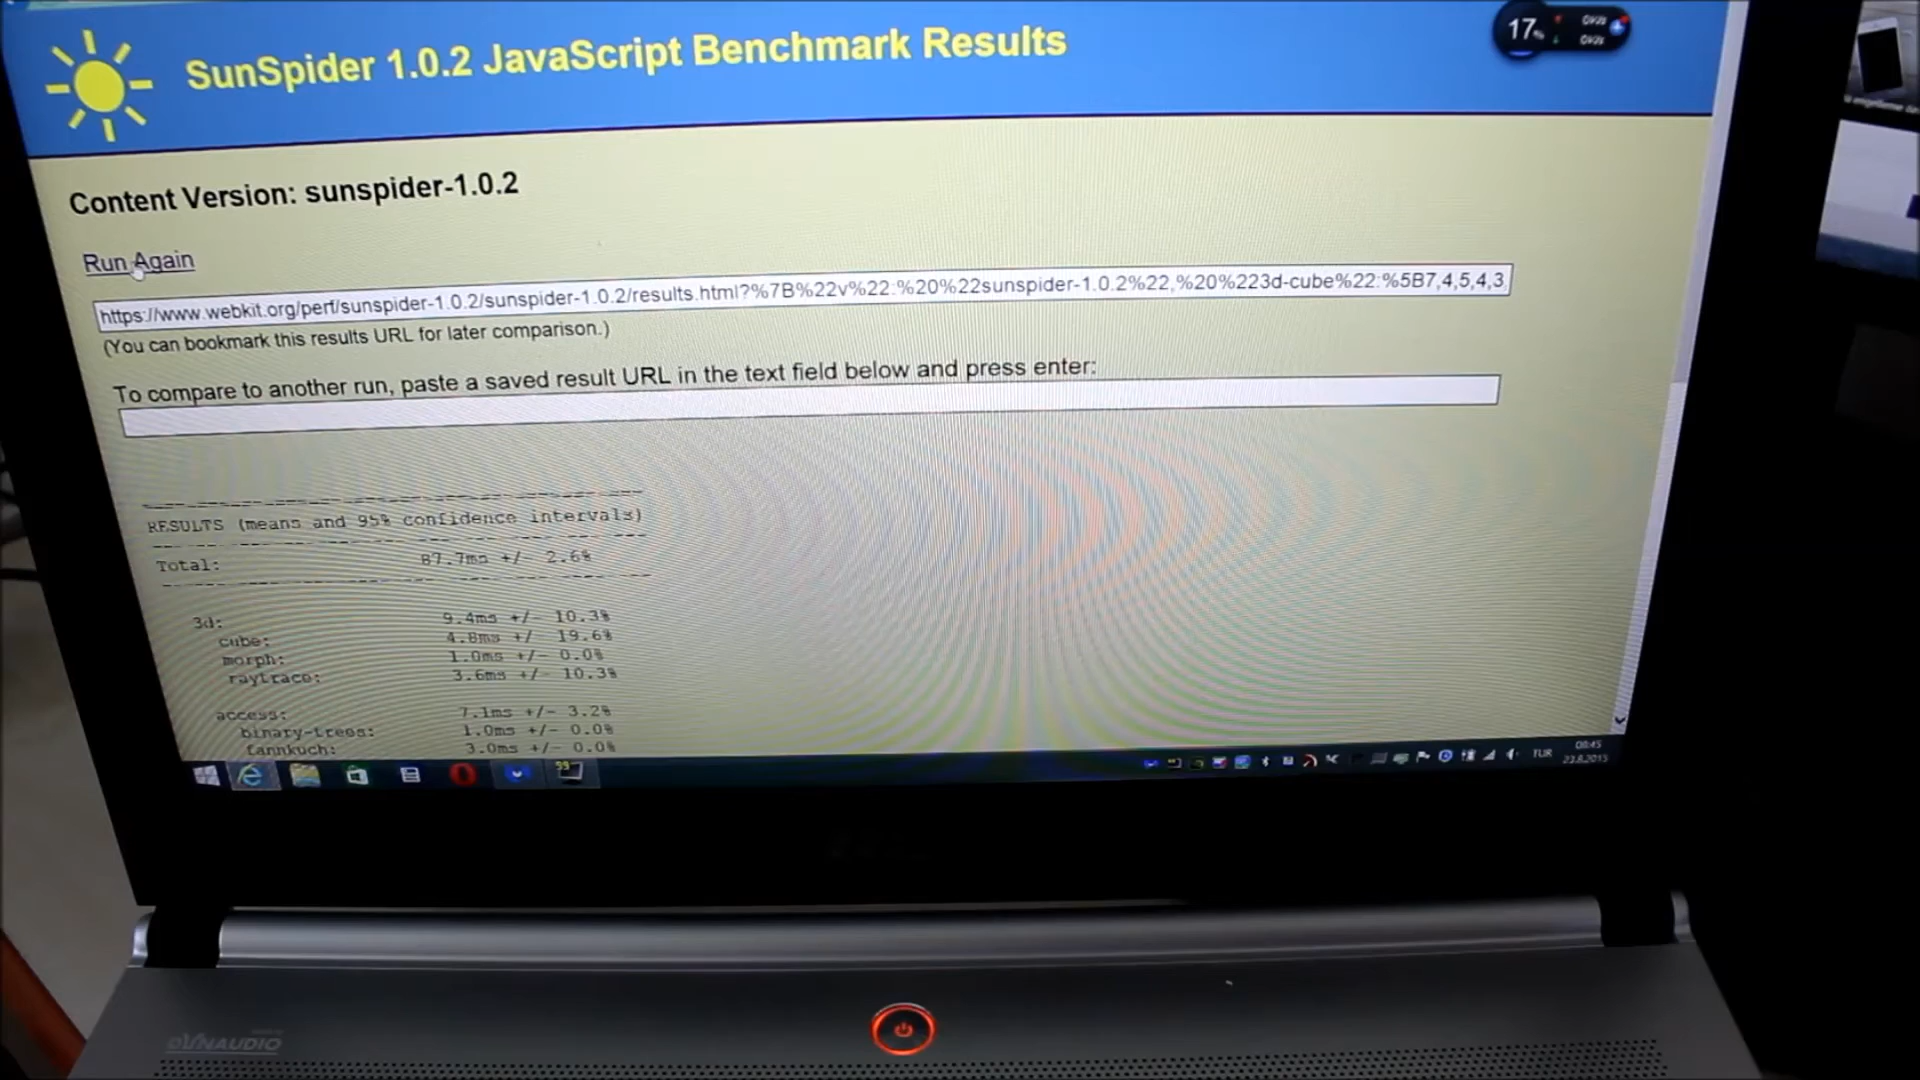 SunSpider 1.0.2 JavaScript Benchmark Results
17%
Content Version: sunspider-1.0.2
Run Again
https://www.webkit.org/perf/sunspider-1.0.2/sunspider-1.0.2/results.html?%7B%22v%22:%20%22sunspider-1.0.2%22,%20%223d-cube%22:%5B7,4,5,4,3
(You can bookmark this results URL for later comparison.)
To compare to another run, paste a saved result URL in the text field below and press enter:
RESULTS (means and 95% confidence intervals)
Total: 87.7ms +/- 2.6%
3d: 9.4ms +/- 10.3%
cube: 4.8ms +/- 19.6%
morph: 1.0ms +/- 0.0%
raytrace: 3.6ms +/- 10.3%
access: 7.1ms +/- 3.2%
binary-trees: 1.0ms +/- 0.0%
fannkuch: 3.0ms +/- 0.0%
99
TUR
08:45
23.8.2015
DYNAUDIO